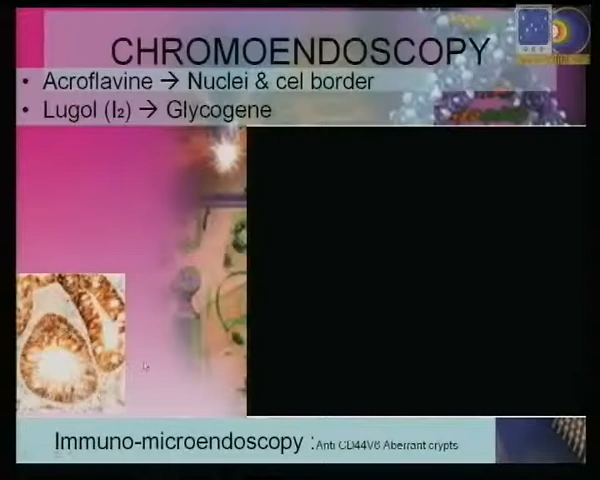 CHROMOENDOSCOPY
• Acroflavine → Nuclei & cel border
• Lugol (I₂) → Glycogene
Immuno-microendoscopy : Anti CD44V6 Aberrant crypts